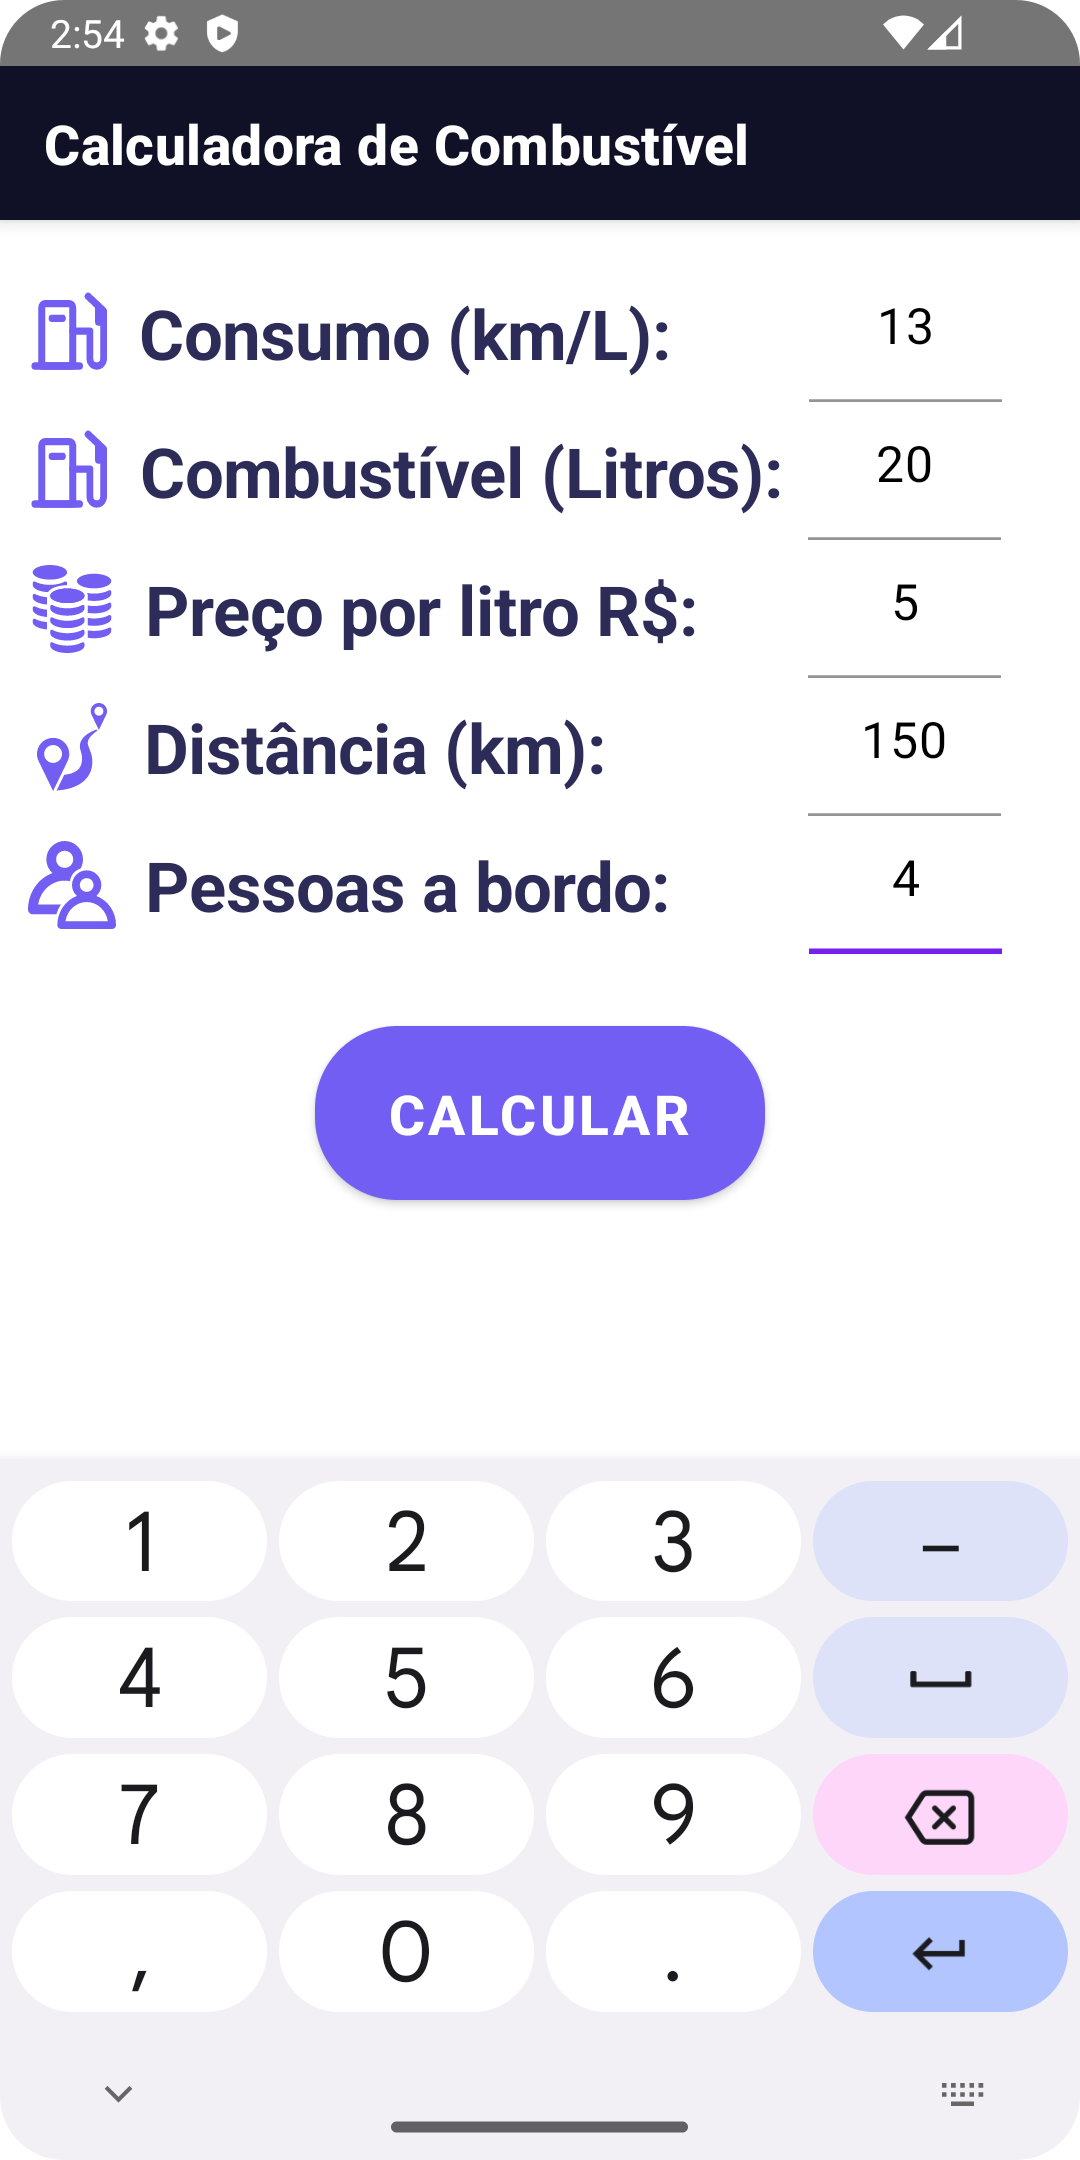 2:54
Calculadora de Combustível
Consumo (km/L): 13
Combustível (Litros): 20
Preço por litro R$: 5
Distância (km): 150
Pessoas a bordo: 4
CALCULAR
1 2 3 –
4 5 6
7 8 9
, 0 .